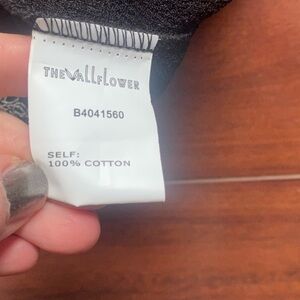 THE WALLFLOWER
B4041560
SELF:
100% COTTON